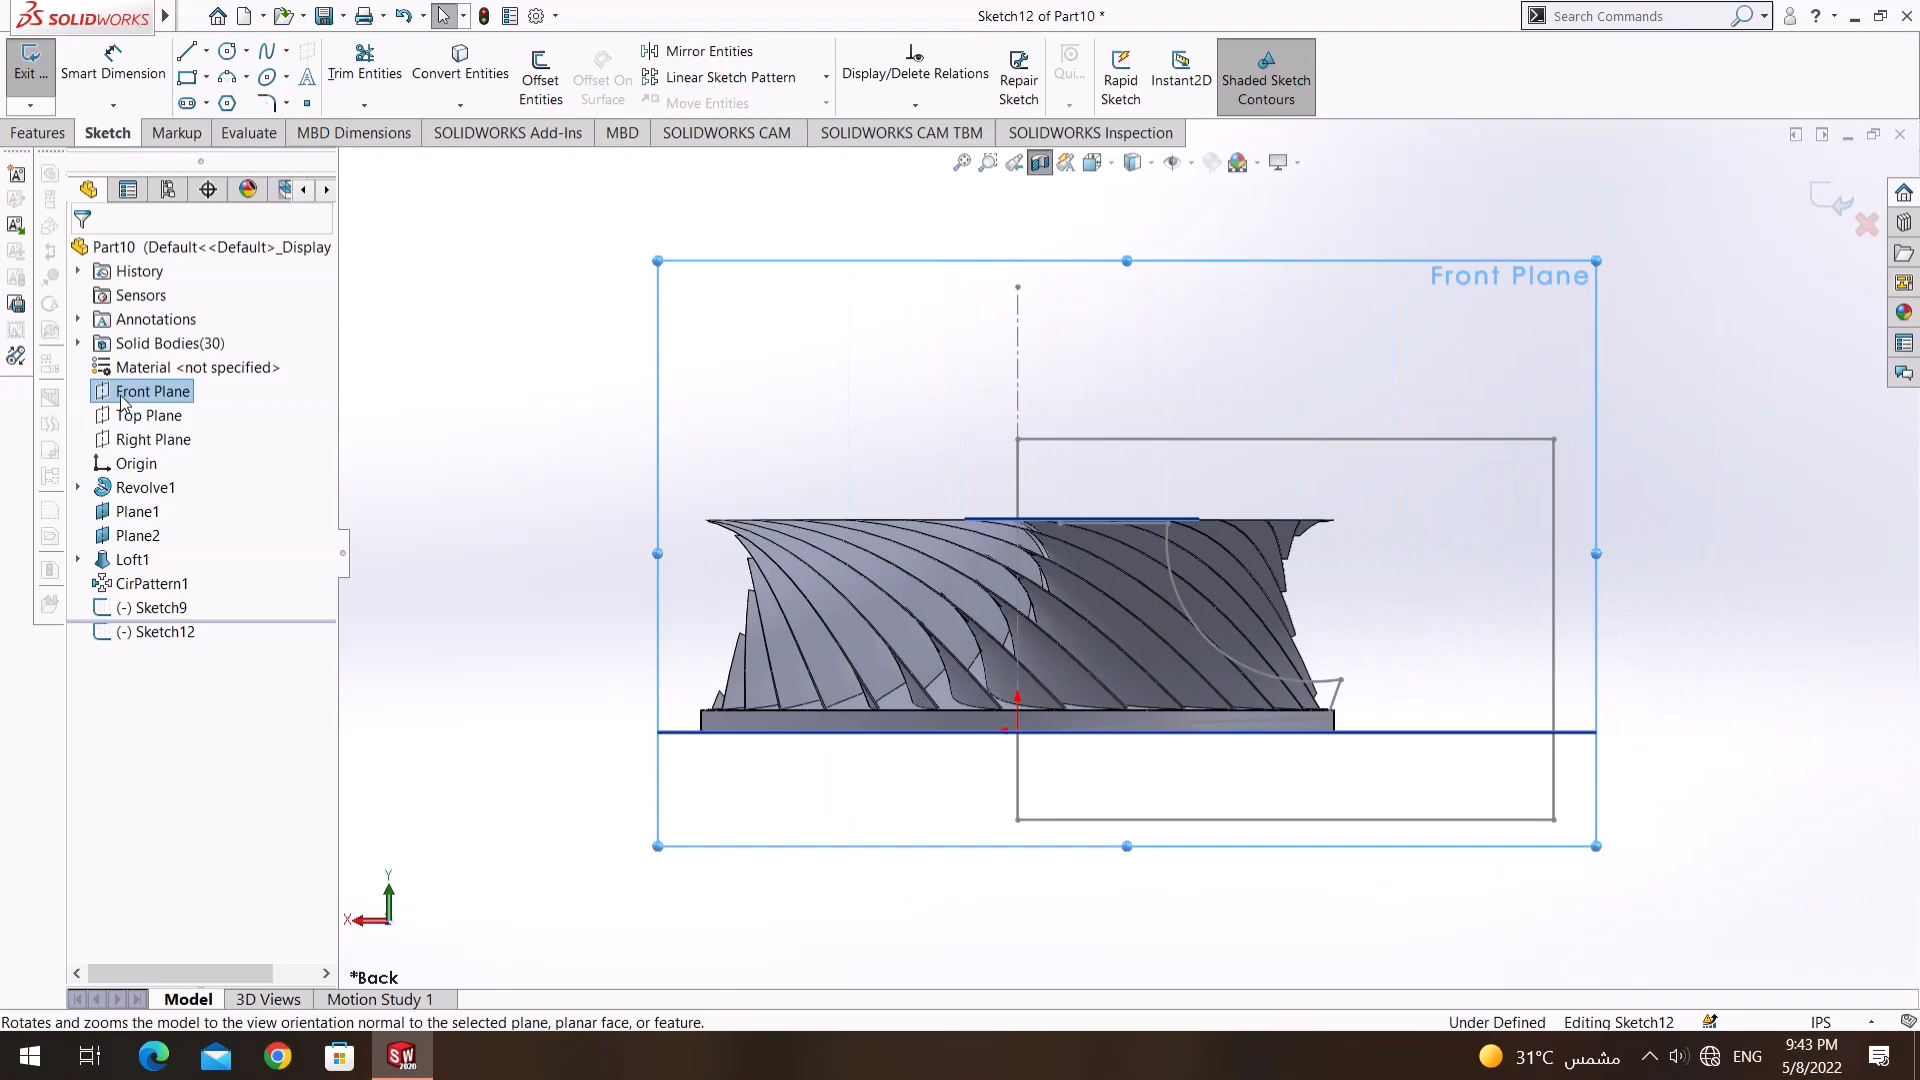 SOLIDWORKS
Sketch12 of Part10 *
Search Commands
Exit ...
Smart Dimension
Trim Entities
Convert Entities
Offset
Entities
Offset On
Surface
Mirror Entities
Linear Sketch Pattern
Move Entities
Display/Delete Relations
Repair
Sketch
Qui...
Rapid
Sketch
Instant2D
Shaded Sketch
Contours
Features
Sketch
Markup
Evaluate
MBD Dimensions
SOLIDWORKS Add-Ins
MBD
SOLIDWORKS CAM
SOLIDWORKS CAM TBM
SOLIDWORKS Inspection
Part10 (Default<<Default>_Display
History
Sensors
Annotations
Solid Bodies(30)
Material <not specified>
Front Plane
Top Plane
Right Plane
Origin
Revolve1
Plane1
Plane2
Loft1
CirPattern1
(-) Sketch9
(-) Sketch12
Front Plane
Y
X
*Back
Model
3D Views
Motion Study 1
Rotates and zooms the model to the view orientation normal to the selected plane, planar face, or feature.
Under Defined
Editing Sketch12
IPS
SW
2020
31°C
مشمس
ENG
9:43 PM
5/8/2022